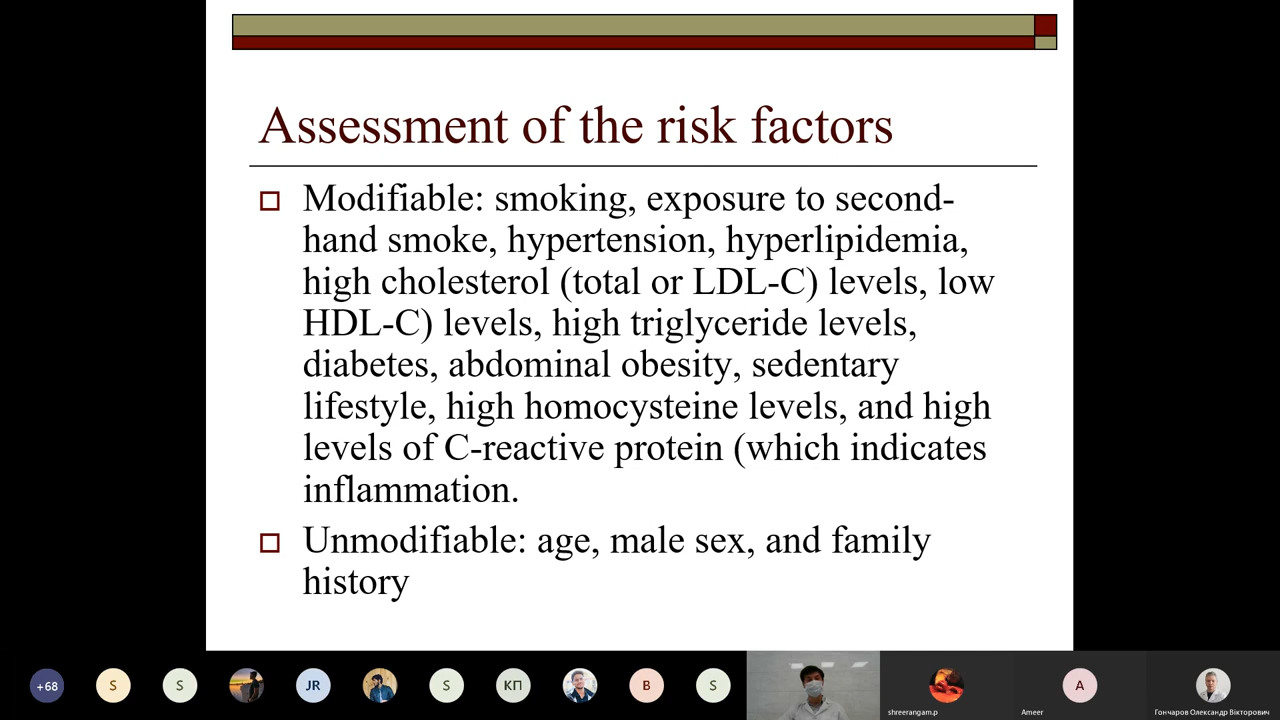 Assessment of the risk factors
Modifiable: smoking, exposure to second-
hand smoke, hypertension, hyperlipidemia,
high cholesterol (total or LDL-C) levels, low
HDL-C) levels, high triglyceride levels,
diabetes, abdominal obesity, sedentary
lifestyle, high homocysteine levels, and high
levels of C-reactive protein (which indicates
inflammation.
Unmodifiable: age, male sex, and family
history
+68
S
S
JR
S
КП
B
S
A
shreerangam.p
Ameer
Гончаров Олександр Вікторович